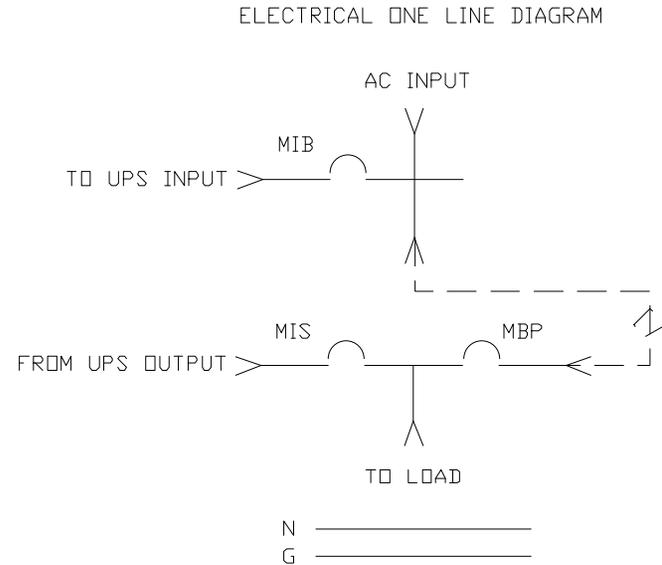 ELECTRICAL ONE LINE DIAGRAM
AC INPUT
MIB
TO UPS INPUT
MIS
MBP
FROM UPS OUTPUT
TO LOAD
N
G